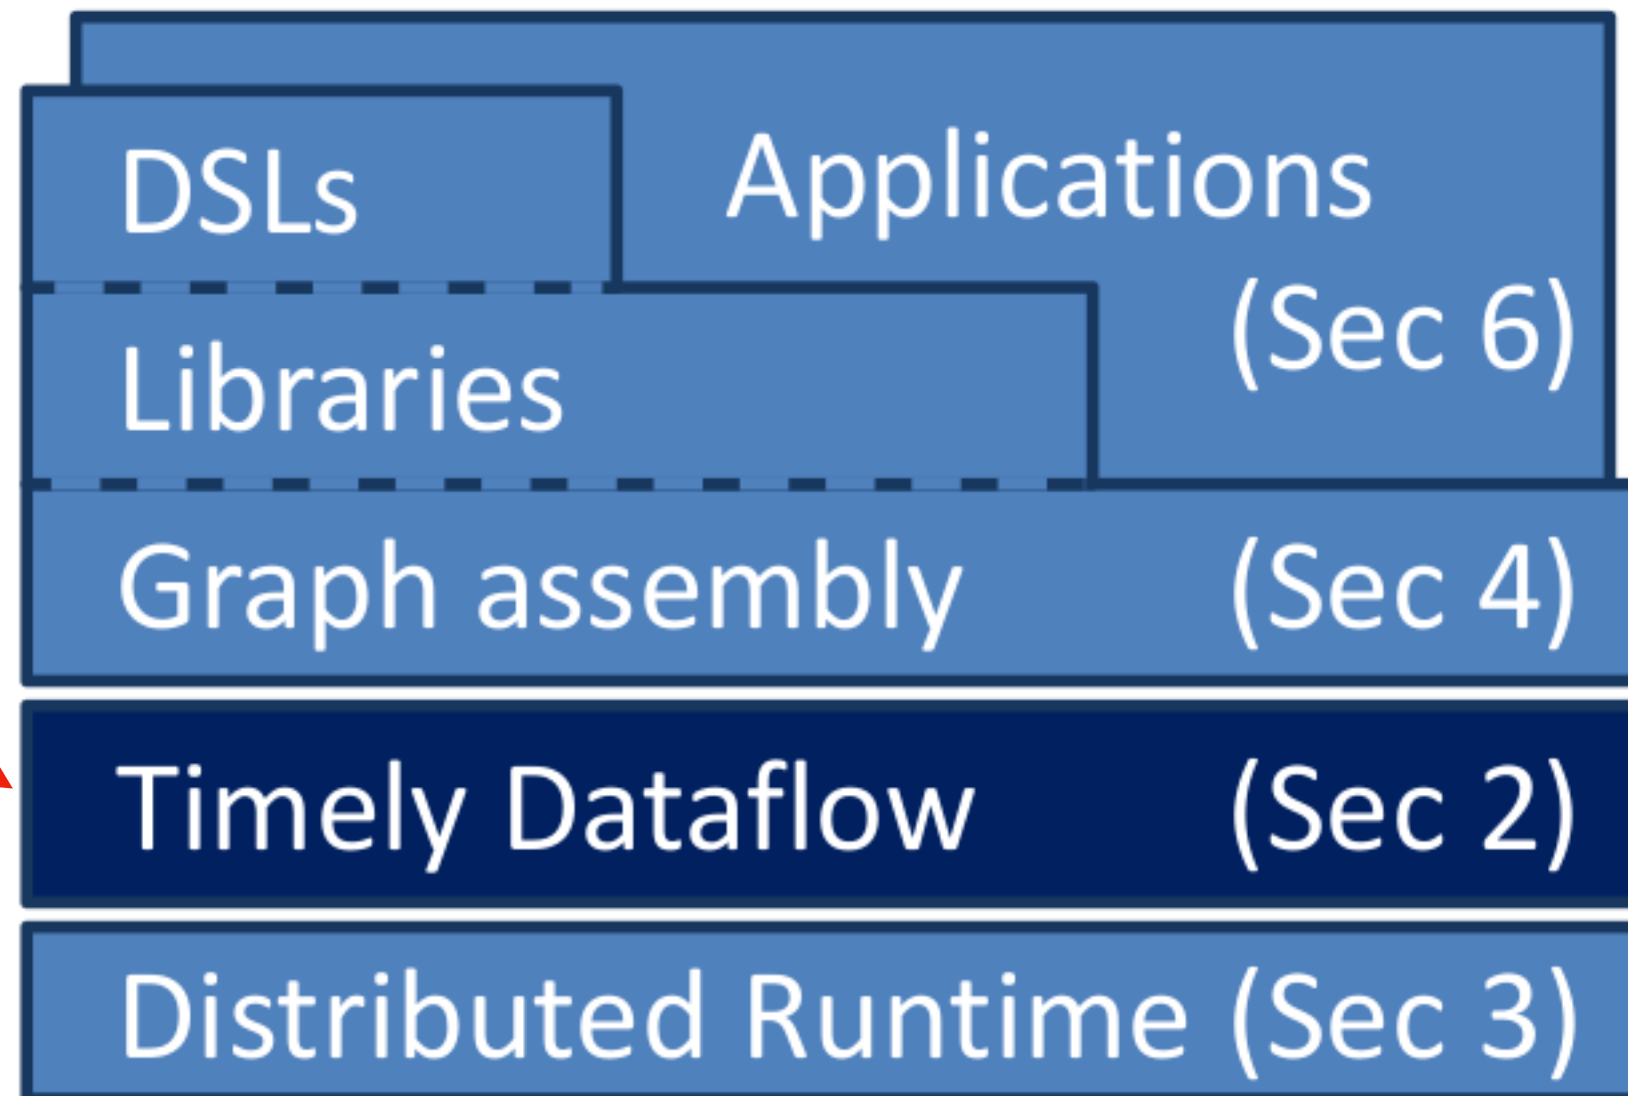 DSLs
Applications
(Sec 6)
Libraries
Graph assembly (Sec 4)
Timely Dataflow (Sec 2)
Distributed Runtime (Sec 3)